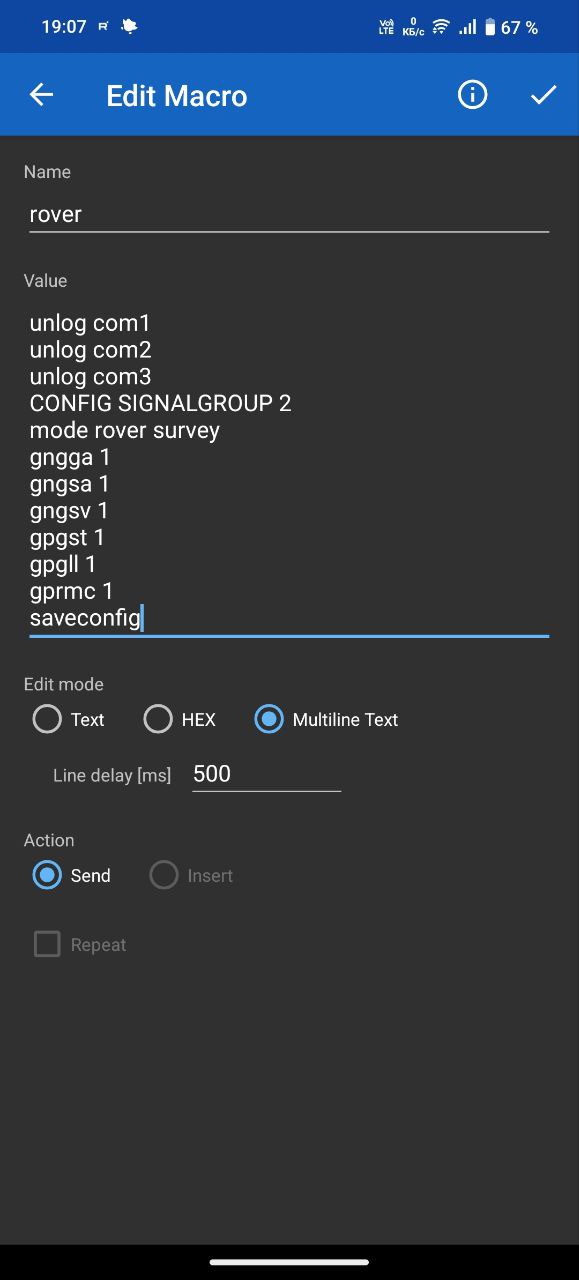 19:07
Vo) LTE 0 КБ/с 67 %
Edit Macro
Name
rover
Value
unlog com1
unlog com2
unlog com3
CONFIG SIGNALGROUP 2
mode rover survey
gngga 1
gngsa 1
gngsv 1
gpgst 1
gpgll 1
gprmc 1
saveconfig
Edit mode
Text HEX Multiline Text
Line delay [ms] 500
Action
Send Insert
Repeat